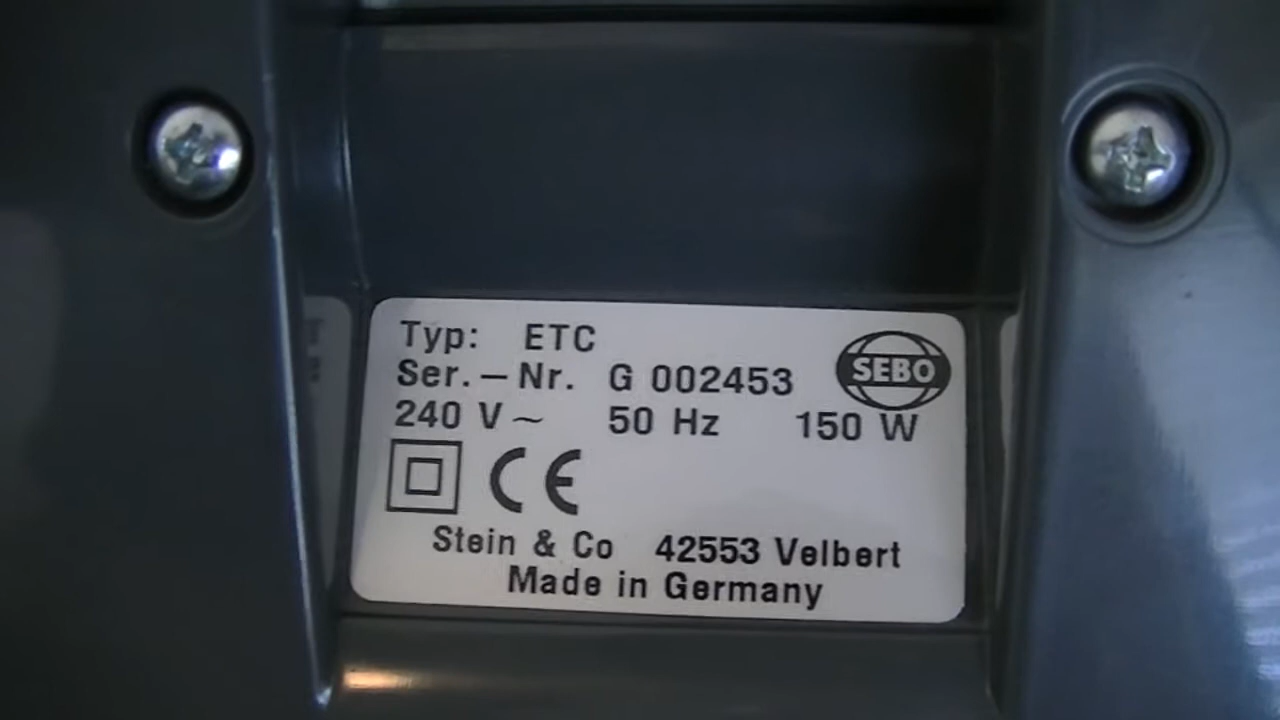 Typ: ETC
SEBO
Ser.–Nr. G 002453
240 V~ 50 Hz 150 W
CE
Stein & Co 42553 Velbert
Made in Germany